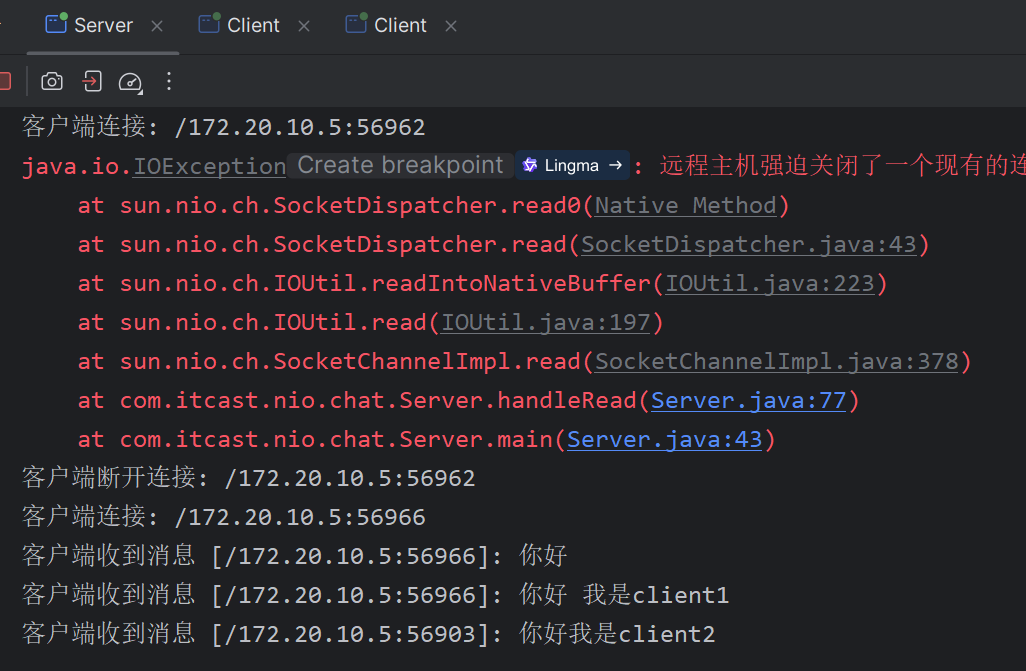 Server Client Client
客户端连接: /172.20.10.5:56962
java.io.IOException Create breakpoint Lingma → : 远程主机强迫关闭了一个现有的连
at sun.nio.ch.SocketDispatcher.read0(Native Method)
at sun.nio.ch.SocketDispatcher.read(SocketDispatcher.java:43)
at sun.nio.ch.IOUtil.readIntoNativeBuffer(IOUtil.java:223)
at sun.nio.ch.IOUtil.read(IOUtil.java:197)
at sun.nio.ch.SocketChannelImpl.read(SocketChannelImpl.java:378)
at com.itcast.nio.chat.Server.handleRead(Server.java:77)
at com.itcast.nio.chat.Server.main(Server.java:43)
客户端断开连接: /172.20.10.5:56962
客户端连接: /172.20.10.5:56966
客户端收到消息 [/172.20.10.5:56966]: 你好
客户端收到消息 [/172.20.10.5:56966]: 你好 我是client1
客户端收到消息 [/172.20.10.5:56903]: 你好我是client2